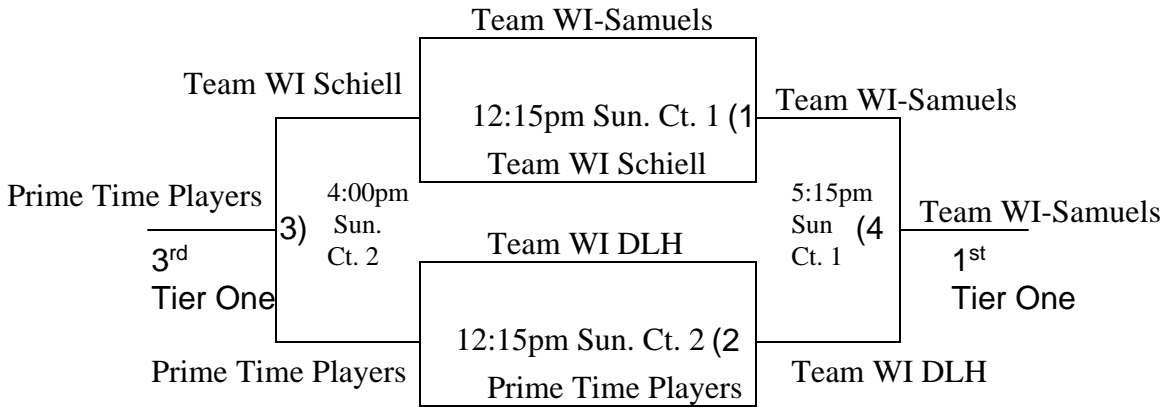 Team WI-Samuels
Team WI Schiell
12:15pm Sun. Ct. 1 (1
Team WI-Samuels
Team WI Schiell
Prime Time Players
3)
4:00pm
Sun.
Ct. 2
5:15pm
Sun (4
Ct. 1
Team WI-Samuels
3rd
Tier One
Team WI DLH
1st
Tier One
12:15pm Sun. Ct. 2 (2
Prime Time Players
Prime Time Players
Team WI DLH